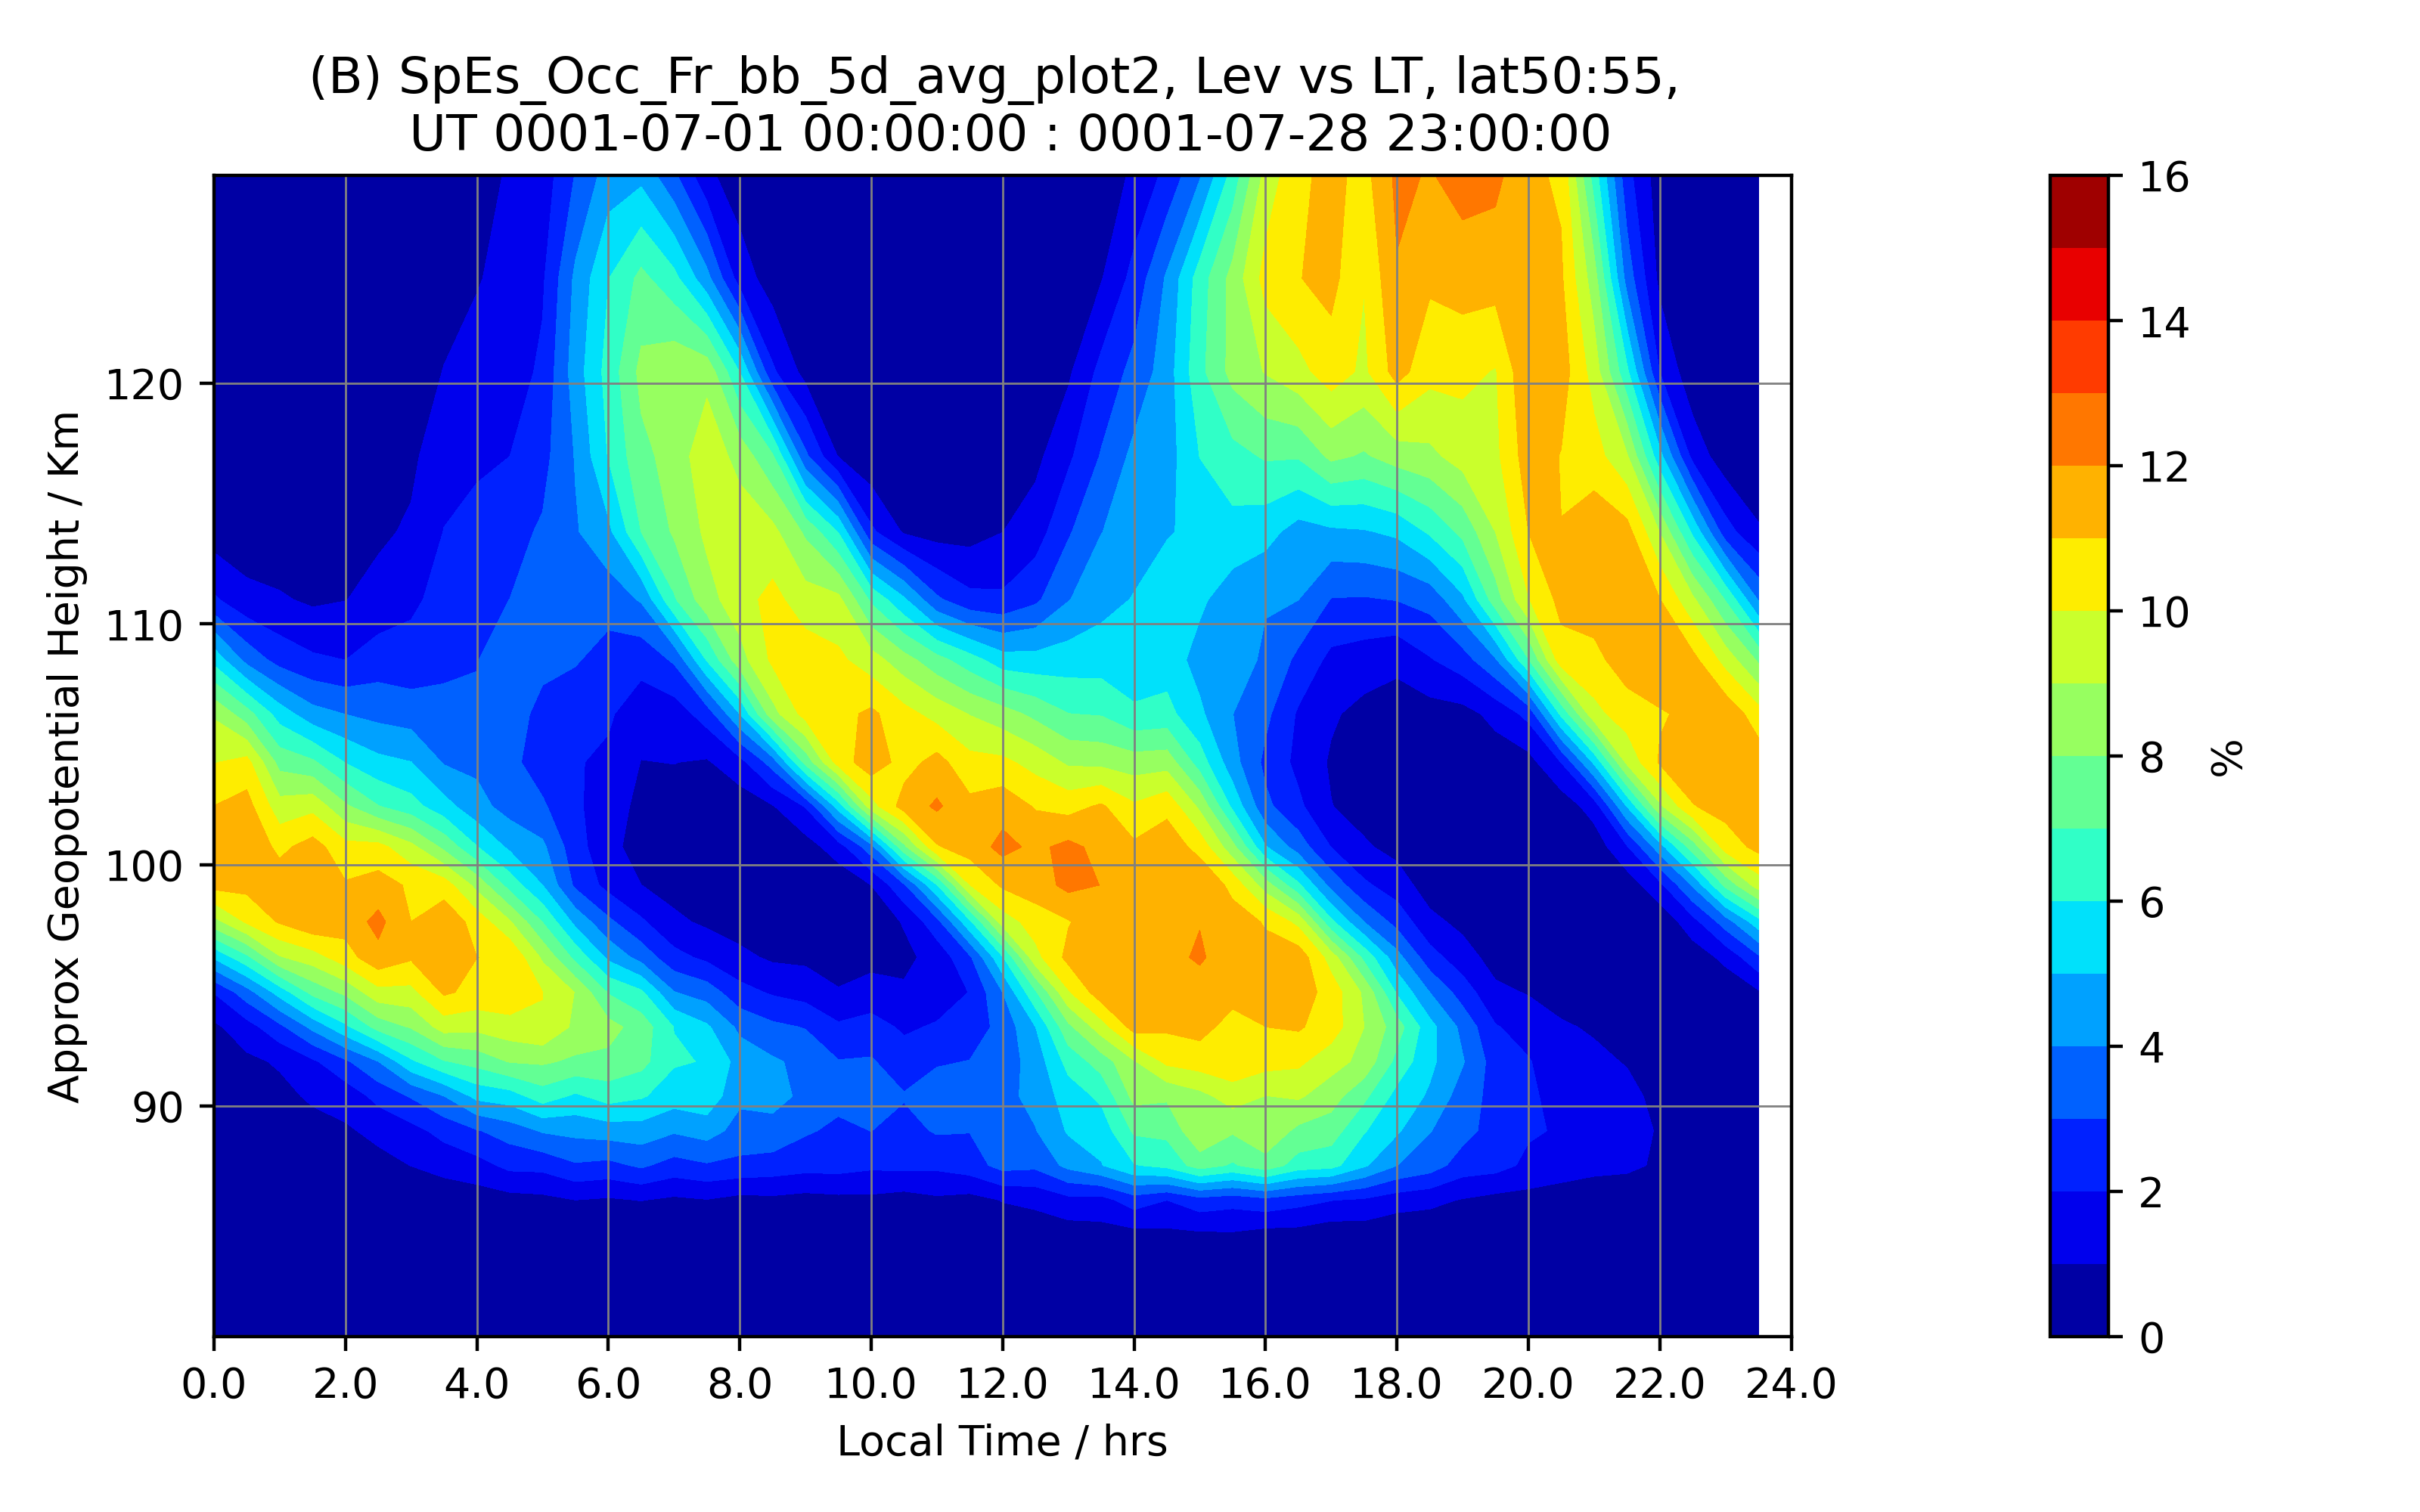 (B) SpEs_Occ_Fr_bb_5d_avg_plot2, Lev vs LT, lat50:55,
UT 0001-07-01 00:00:00 : 0001-07-28 23:00:00
Approx Geopotential Height / Km
120
110
100
90
0.0 2.0 4.0 6.0 8.0 10.0 12.0 14.0 16.0 18.0 20.0 22.0 24.0
Local Time / hrs
16
14
12
10
8
6
4
2
0
%